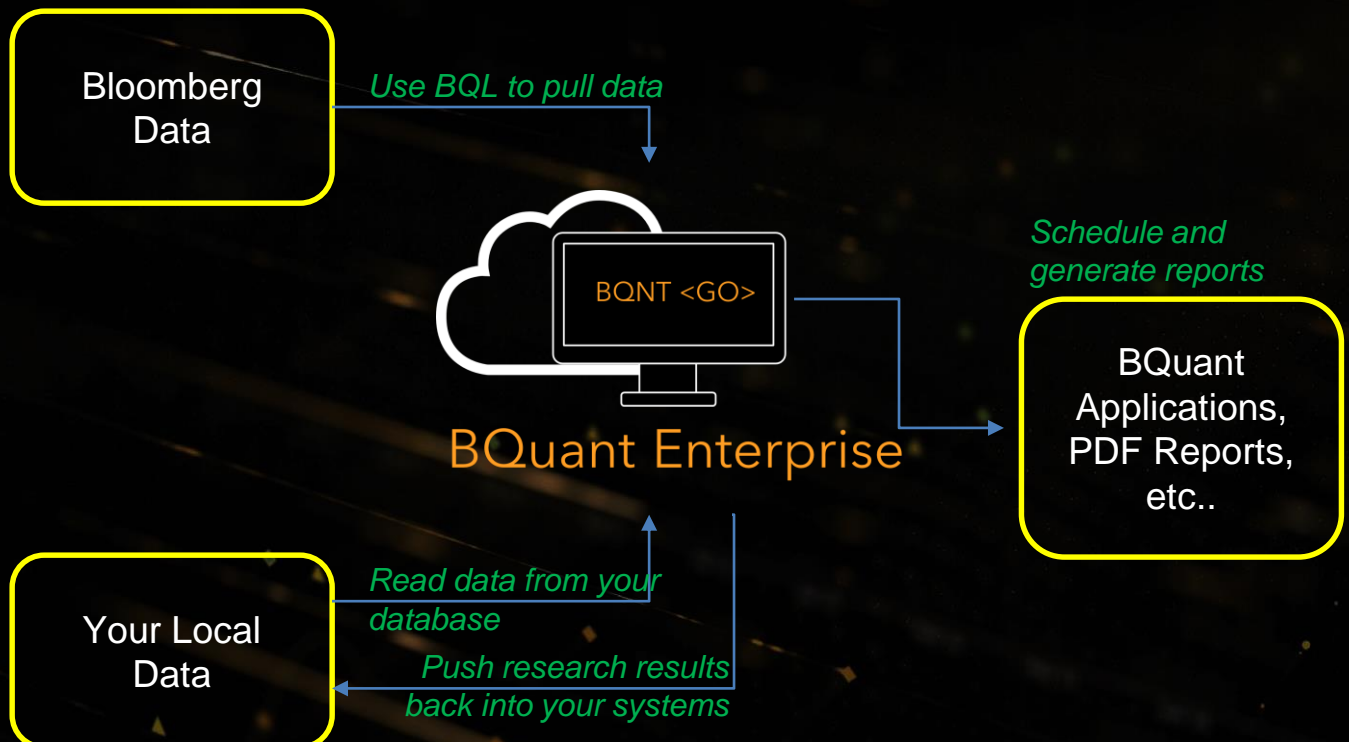 Bloomberg
Data
Use BQL to pull data
BQNT <GO>
BQuant Enterprise
Schedule and
generate reports
BQuant
Applications,
PDF Reports,
etc..
Your Local
Data
Read data from your
database
Push research results
back into your systems